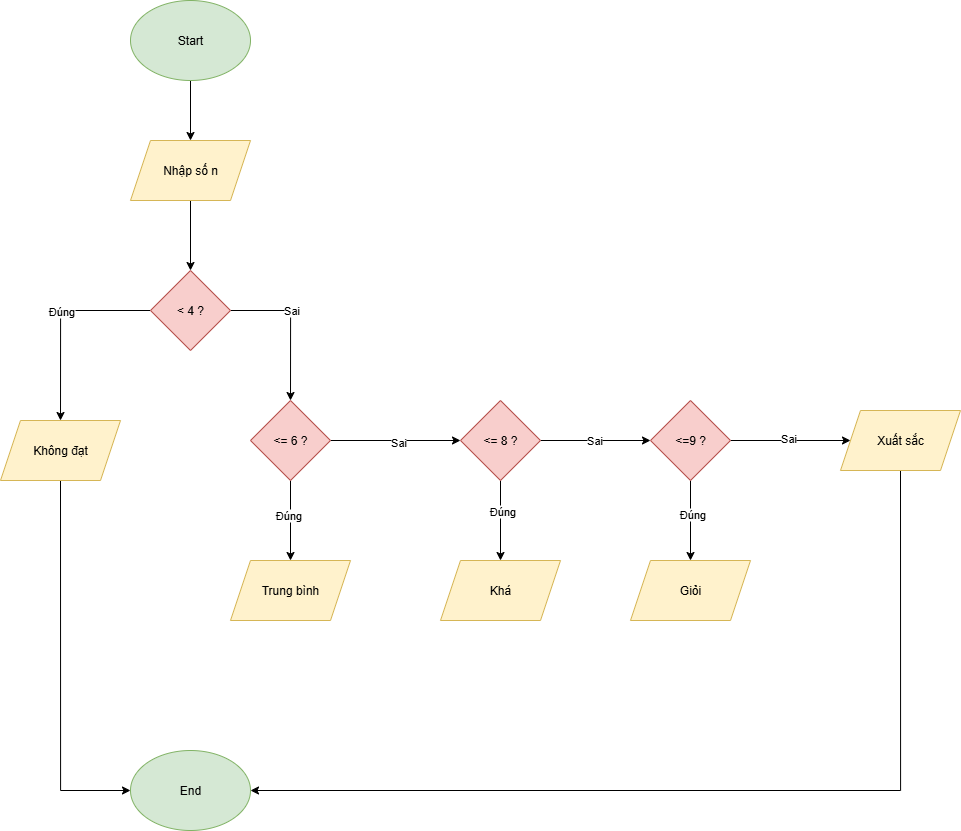 Start
Nhập số n
< 4 ?
Đúng
Sai
Không đạt
<= 6 ?
Sai
<= 8 ?
Sai
<=9 ?
Sai
Xuất sắc
Đúng
Đúng
Đúng
Trung bình
Khá
Giỏi
End